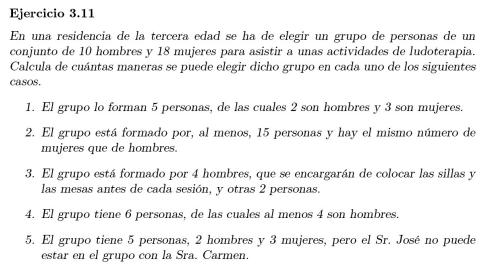 Ejercicio 3.11
En una residencia de la tercera edad se ha de elegir un grupo de personas de un
conjunto de 10 hombres y 18 mujeres para asistir a unas actividades de ludoterapia.
Calcula de cuántas maneras se puede elegir dicho grupo en cada uno de los siguientes
casos.
1. El grupo lo forman 5 personas, de las cuales 2 son hombres y 3 son mujeres.
2. El grupo está formado por, al menos, 15 personas y hay el mismo número de
mujeres que de hombres.
3. El grupo está formado por 4 hombres, que se encargarán de colocar las sillas y
las mesas antes de cada sesión, y otras 2 personas.
4. El grupo tiene 6 personas, de las cuales al menos 4 son hombres.
5. El grupo tiene 5 personas, 2 hombres y 3 mujeres, pero el Sr. José no puede
estar en el grupo con la Sra. Carmen.